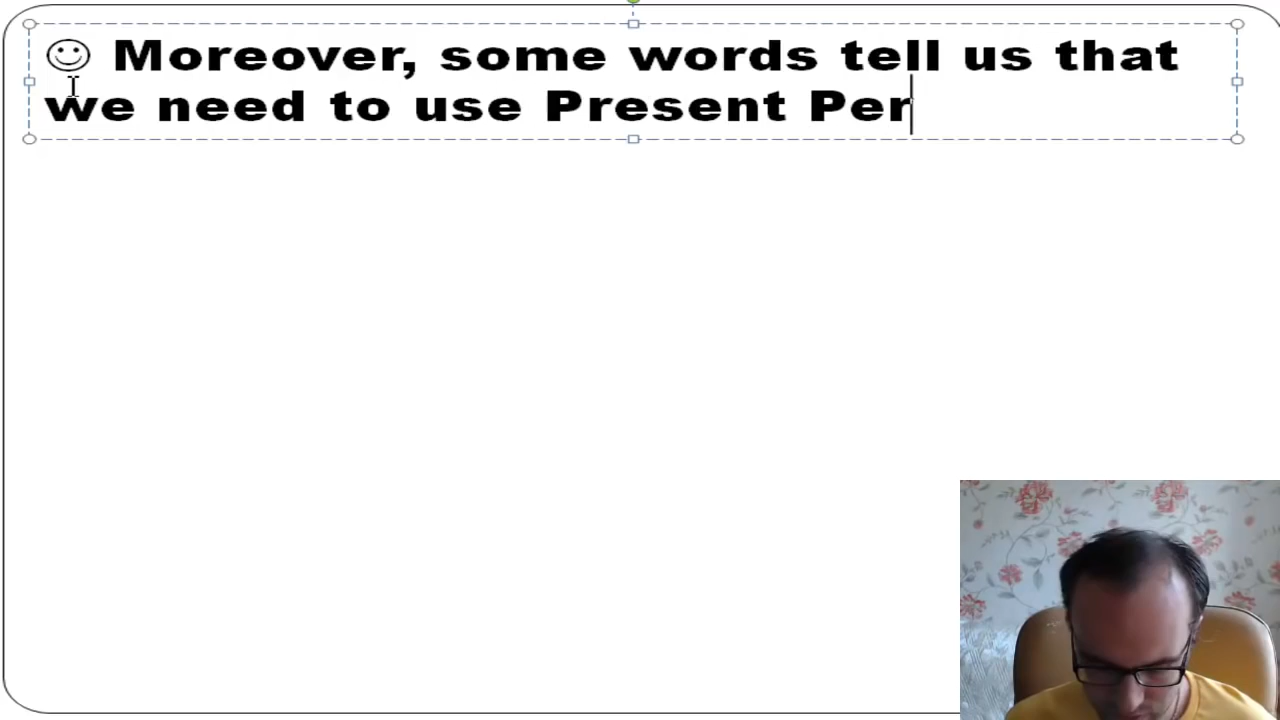 ☺ Moreover, some words tell us that
we need to use Present Per